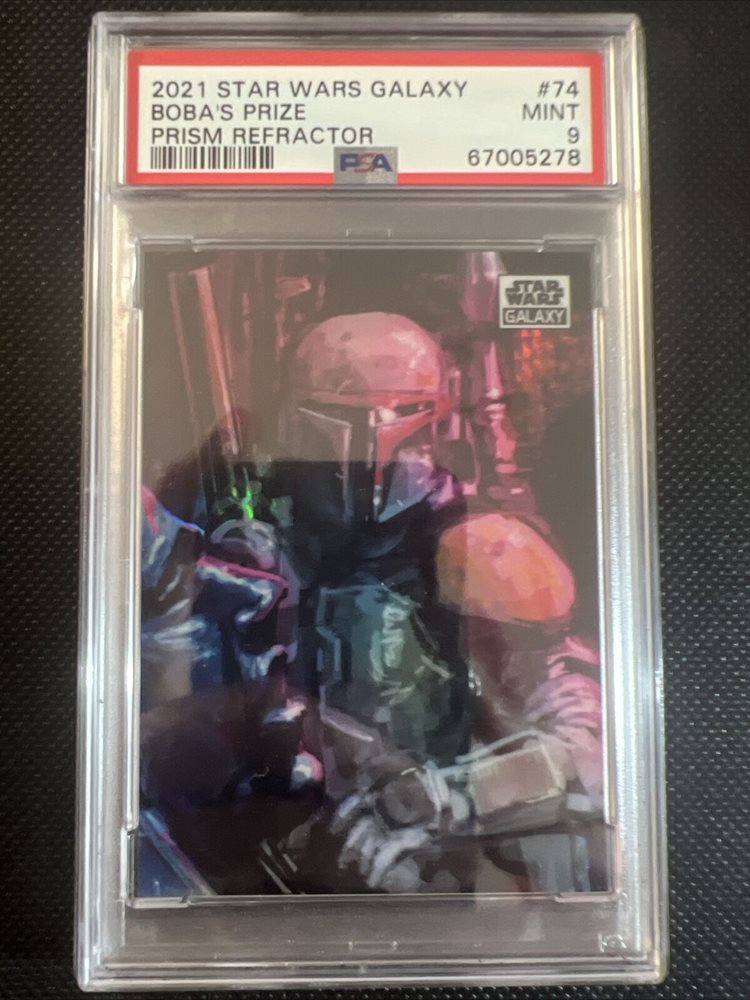 2021 STAR WARS GALAXY #74
BOBA'S PRIZE MINT
PRISM REFRACTOR 9
PSA 67005278
STAR
WARS
GALAXY